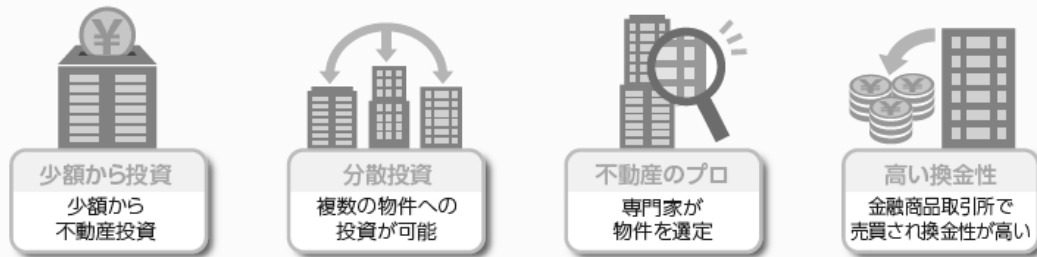 ¥
少額から投資
少額から
不動産投資
分散投資
複数の物件への
投資が可能
不動産のプロ
専門家が
物件を選定
¥ ¥
¥
高い換金性
金融商品取引所で
売買され換金性が高い